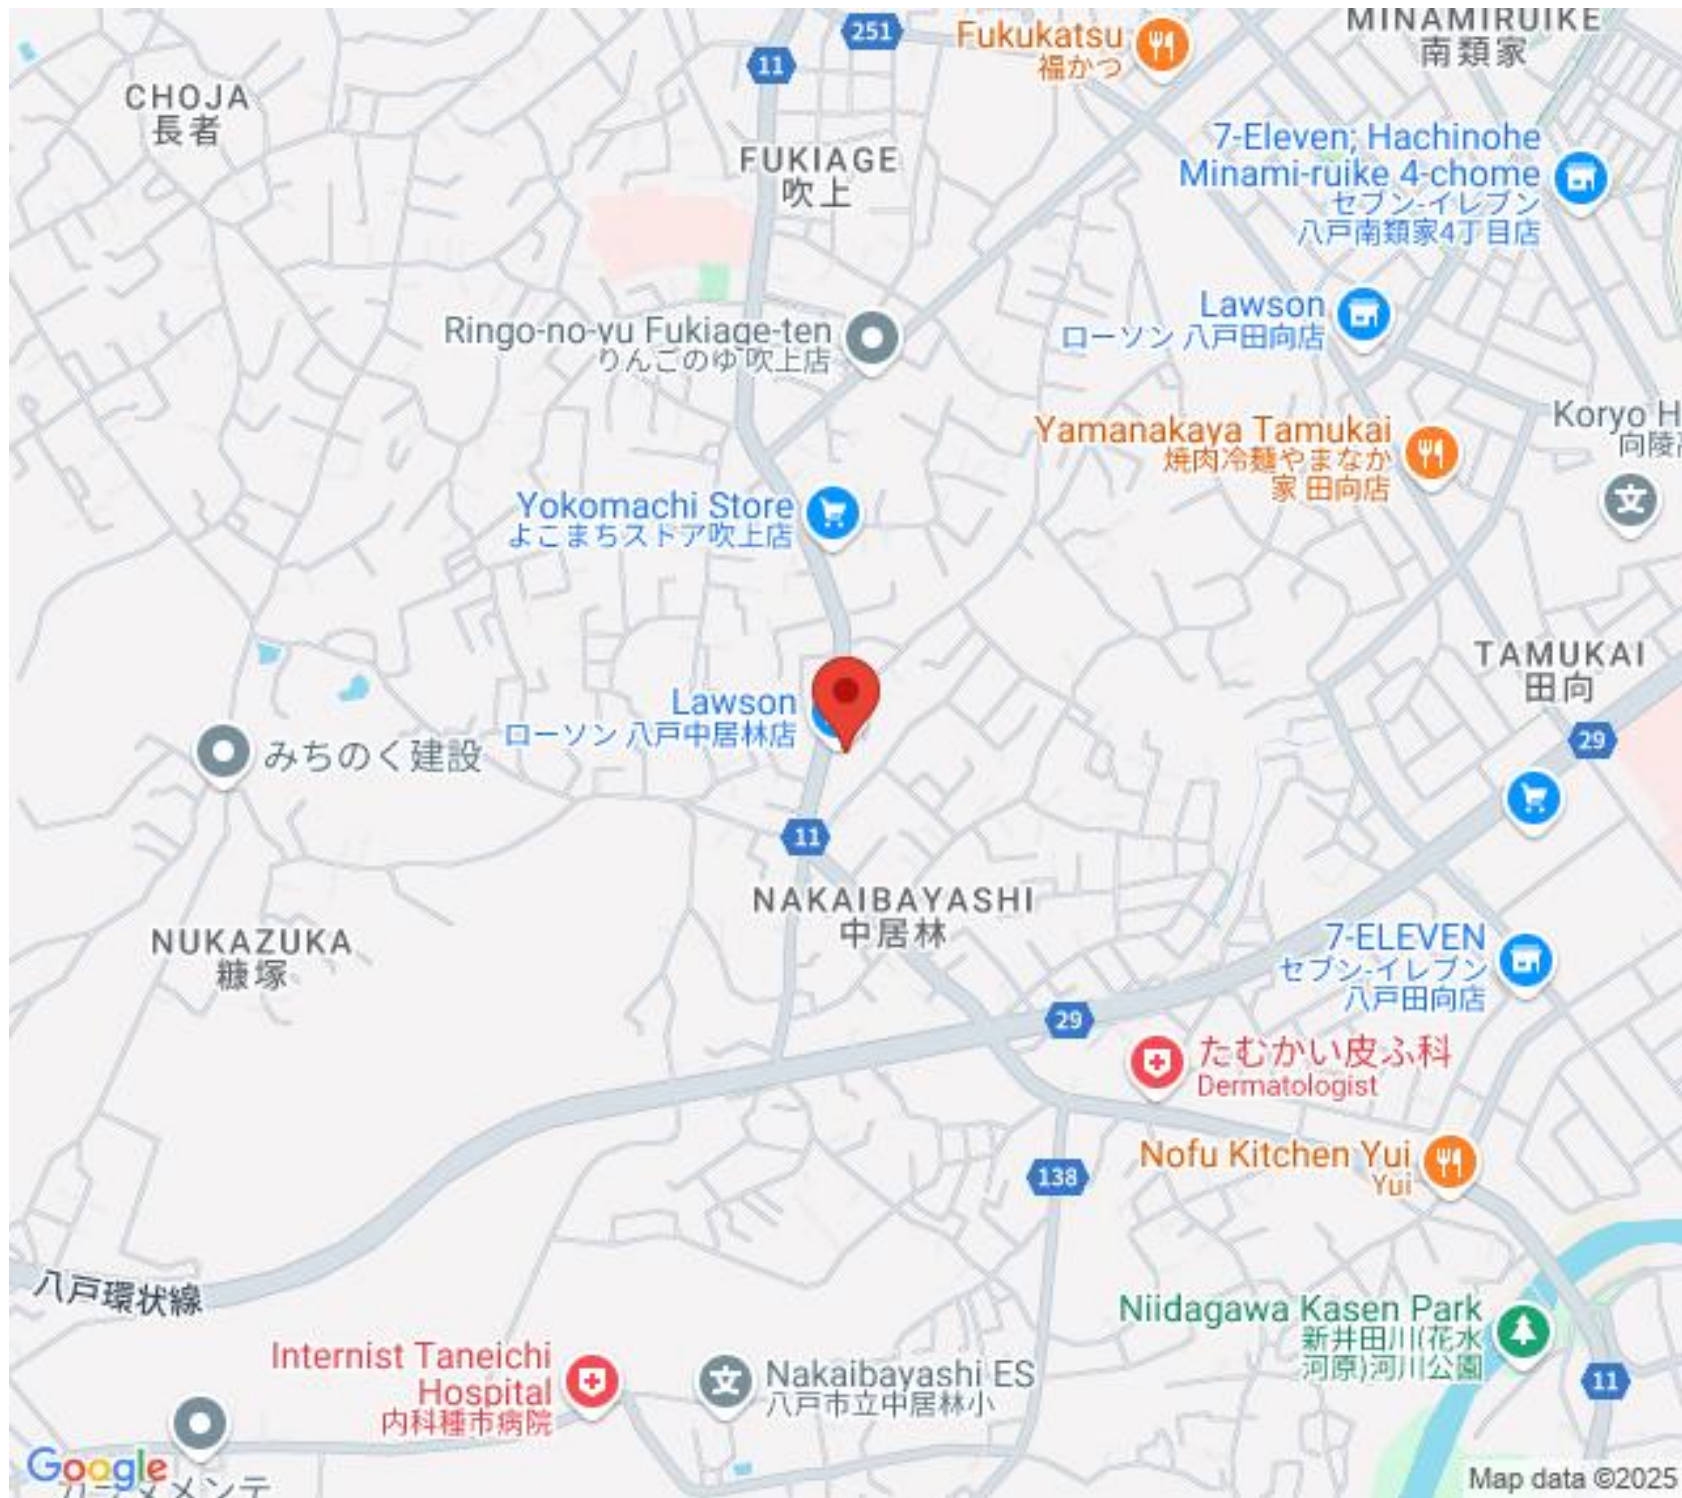 251
11
Fukukatsu
福かつ
MINAMIRUIKE
南類家
CHOJA
長者
FUKIAGE
吹上
7-Eleven; Hachinohe
Minami-ruike 4-chome
セブン-イレブン
八戸南類家4丁目店
Lawson
ローソン 八戸田向店
Ringo-no-yu Fukiage-ten
りんごのゆ 吹上店
Yamanakaya Tamukai
焼肉冷麺やまなか
家 田向店
Koryo H
向陵
Yokomachi Store
よこまちストア吹上店
TAMUKAI
田向
Lawson
ローソン 八戸中居林店
29
みちのく建設
11
NAKAIBAYASHI
中居林
NUKAZUKA
糠塚
7-ELEVEN
セブン-イレブン
八戸田向店
29
たむかい皮ふ科
Dermatologist
138
Nofu Kitchen Yui
Yui
八戸環状線
Niidagawa Kasen Park
新井田川(花水
河原)河川公園
Internist Taneichi
Hospital
内科種市病院
Nakaibayashi ES
八戸市立中居林小
11
Google
Map data ©2025